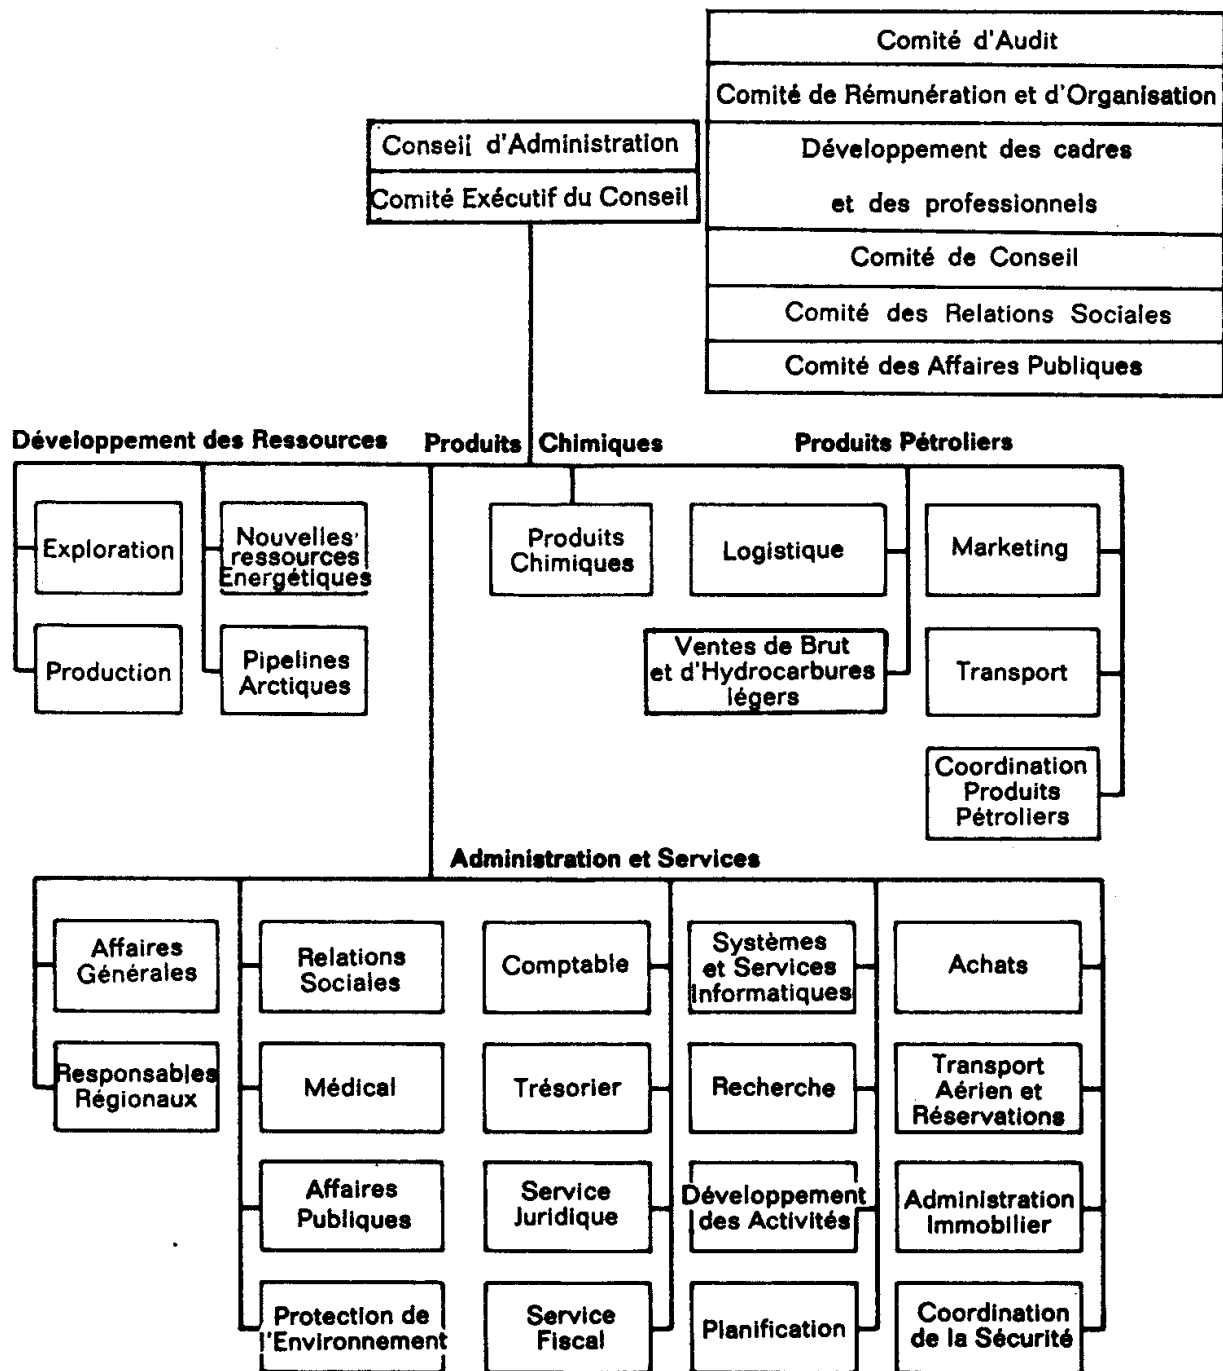 Comité d'Audit
Comité de Rémunération et d'Organisation
Conseil d'Administration
Comité Exécutif du Conseil
Développement des cadres
et des professionnels
Comité de Conseil
Comité des Relations Sociales
Comité des Affaires Publiques
Développement des Ressources
Produits Chimiques
Produits Pétroliers
Exploration
Nouvelles
ressources
Energétiques
Produits
Chimiques
Logistique
Marketing
Production
Pipelines
Arctiques
Ventes de Brut
et d'Hydrocarbures
légers
Transport
Coordination
Produits
Pétroliers
Administration et Services
Affaires
Générales
Relations
Sociales
Comptable
Systèmes
et Services
Informatiques
Achats
Responsables
Régionaux
Médical
Trésorier
Recherche
Transport
Aérien et
Réservations
Affaires
Publiques
Service
Juridique
Développement
des Activités
Administration
Immobilier
Protection de
l'Environnement
Service
Fiscal
Planification
Coordination
de la Sécurité